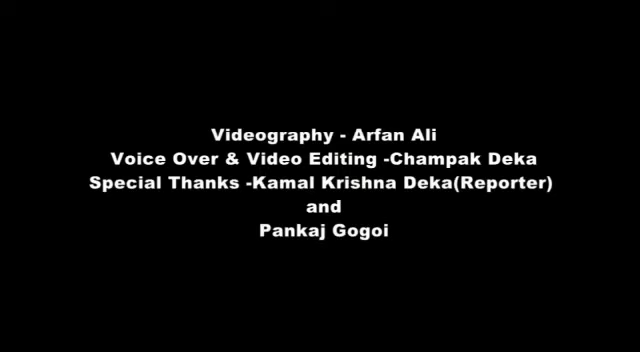 Videography - Arfan Ali
Voice Over & Video Editing -Champak Deka
Special Thanks -Kamal Krishna Deka(Reporter)
and
Pankaj Gogoi